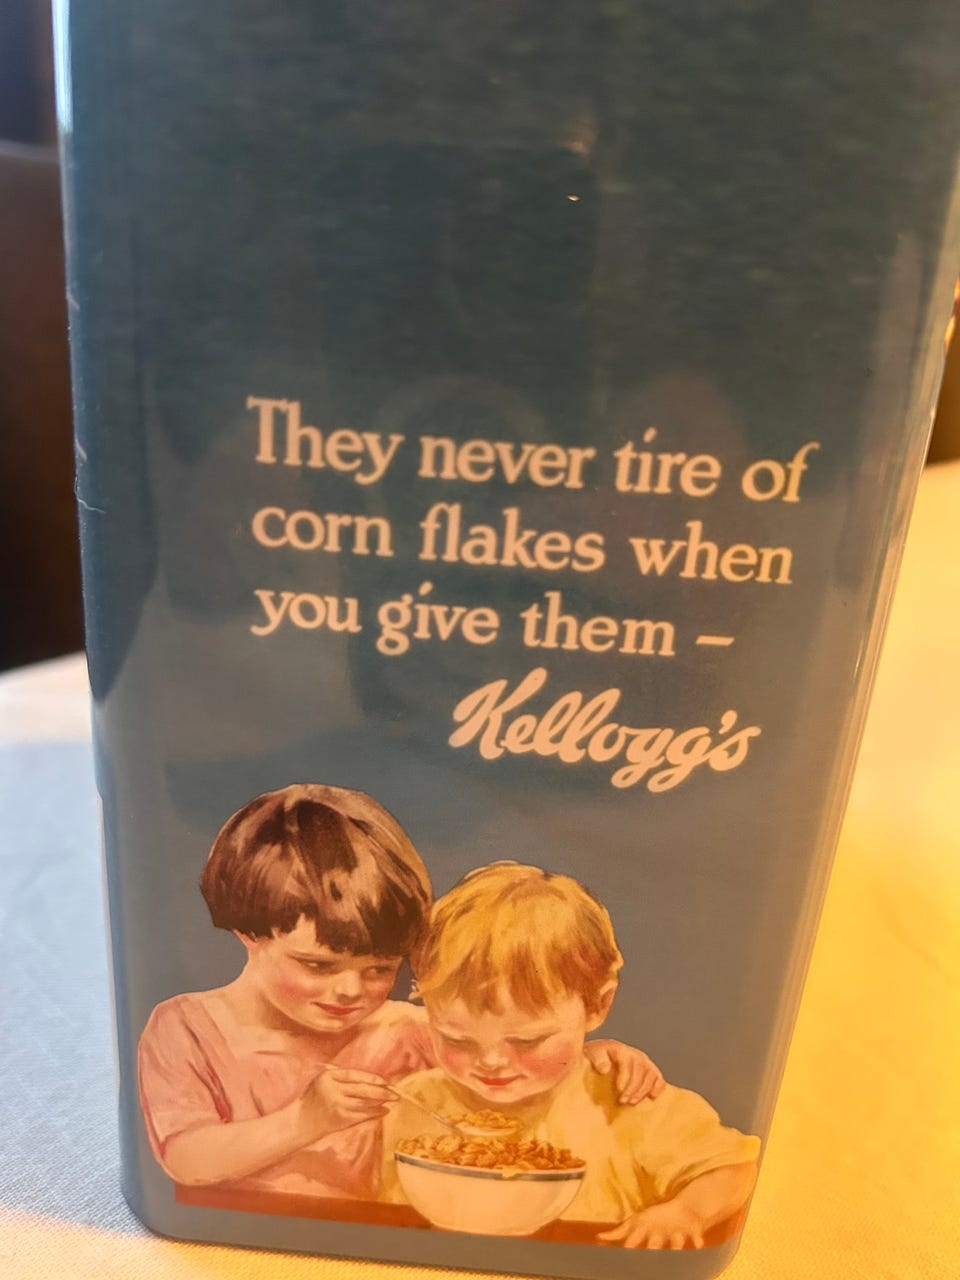 They never tire of
corn flakes when
you give them –
Kellogg's